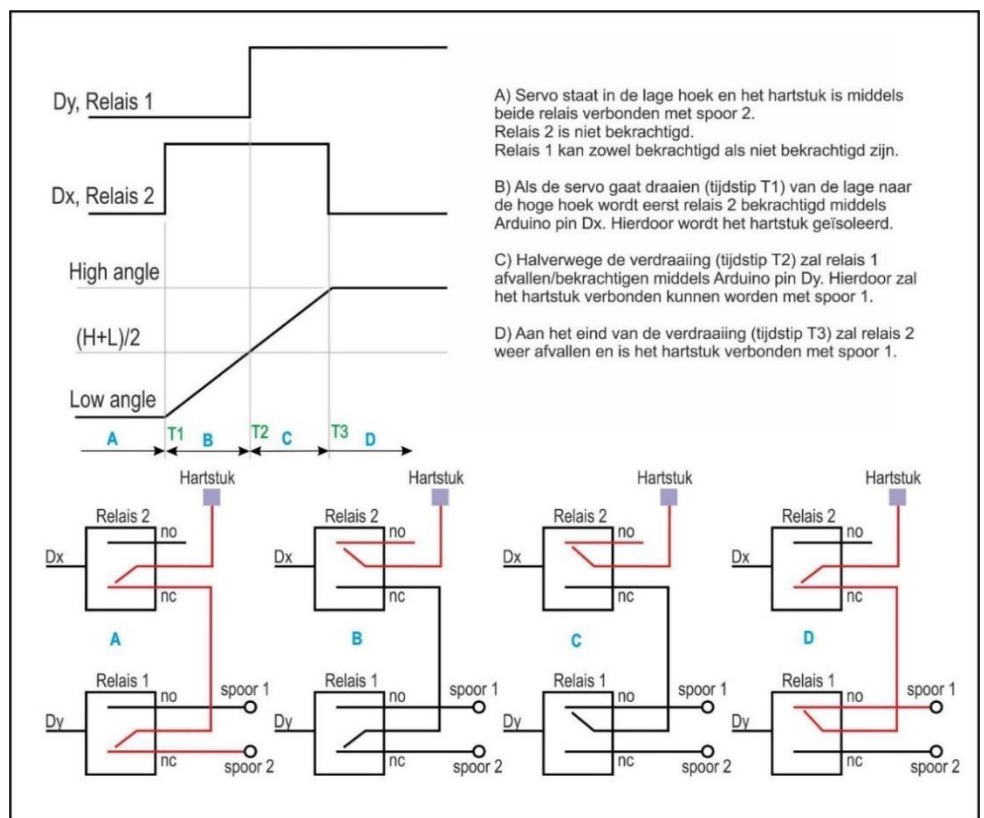 Dy, Relais 1
Dx, Relais 2
High angle
(H+L)/2
Low angle
A
T1
B
T2
C
T3
D
A) Servo staat in de lage hoek en het hartstuk is middels
beide relais verbonden met spoor 2.
Relais 2 is niet bekrachtigd.
Relais 1 kan zowel bekrachtigd als niet bekrachtigd zijn.
B) Als de servo gaat draaien (tijdstip T1) van de lage naar
de hoge hoek wordt eerst relais 2 bekrachtigd middels
Arduino pin Dx. Hierdoor wordt het hartstuk geïsoleerd.
C) Halverwege de verdraaiing (tijdstip T2) zal relais 1
afvallen/bekrachtigen middels Arduino pin Dy. Hierdoor zal
het hartstuk verbonden kunnen worden met spoor 1.
D) Aan het eind van de verdraaiing (tijdstip T3) zal relais 2
weer afvallen en is het hartstuk verbonden met spoor 1.
Hartstuk
Relais 2
no
Dx
nc
A
Relais 1
no
spoor 1
Dy
nc
spoor 2
Hartstuk
Relais 2
no
Dx
nc
B
Relais 1
no
spoor 1
Dy
nc
spoor 2
Hartstuk
Relais 2
no
Dx
nc
C
Relais 1
no
spoor 1
Dy
nc
spoor 2
Hartstuk
Relais 2
no
Dx
nc
D
Relais 1
no
spoor 1
Dy
nc
spoor 2